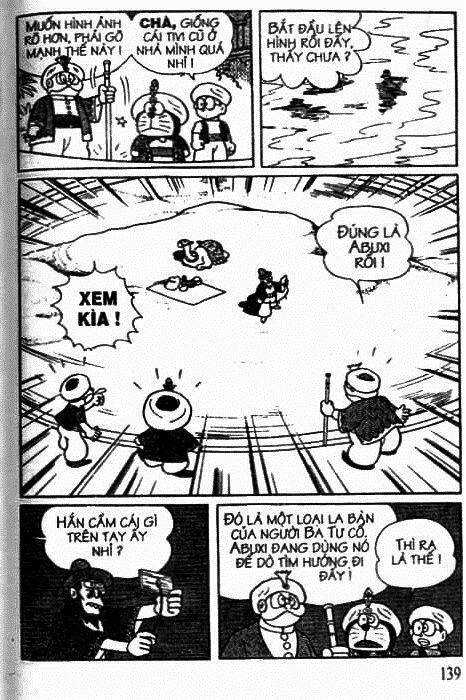 MUỐN HÌNH ẢNH
RÕ HƠN, PHẢI GÕ
MẠNH THẾ NÀY !
CHÀ, GIỐNG
CÁI TIVI CŨ Ở
NHÀ MÌNH QUÁ
NHỈ !
BẮT ĐẦU LÊN
HÌNH RỒI ĐẤY,
THẤY CHƯA ?
ĐÚNG LÀ
ABUXI
RỒI !
XEM
KÌA !
HẮN CẦM CÁI GÌ
TRÊN TAY ẤY
NHỈ ?
ĐÓ LÀ MỘT LOẠI LA BÀN
CỦA NGƯỜI BA TƯ CỔ,
ABUXI ĐANG DÙNG NÓ
ĐỂ DÒ TÌM HƯỚNG ĐI
ĐẤY !
THÌ RA
LÀ THẾ !
139